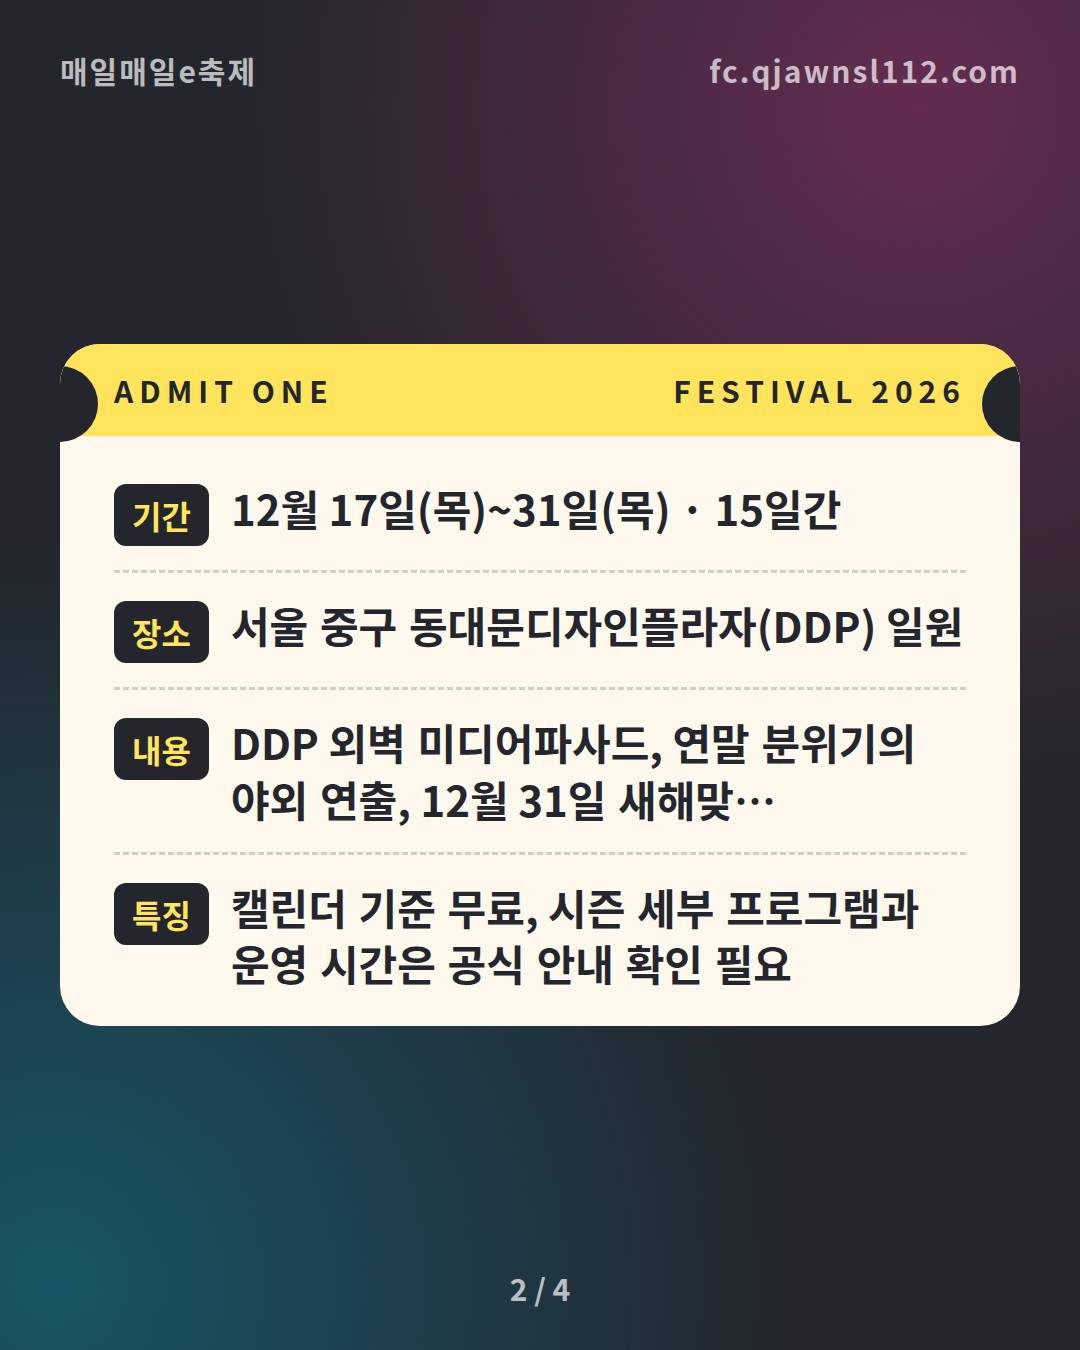 매일매일e축제
fc.qjawnsl112.com
ADMIT ONE
FESTIVAL 2026
기간
12월 17일(목)~31일(목) · 15일간
장소
서울 중구 동대문디자인플라자(DDP) 일원
내용
DDP 외벽 미디어파사드, 연말 분위기의
야외 연출, 12월 31일 새해맞…
특징
캘린더 기준 무료, 시즌 세부 프로그램과
운영 시간은 공식 안내 확인 필요
2 / 4